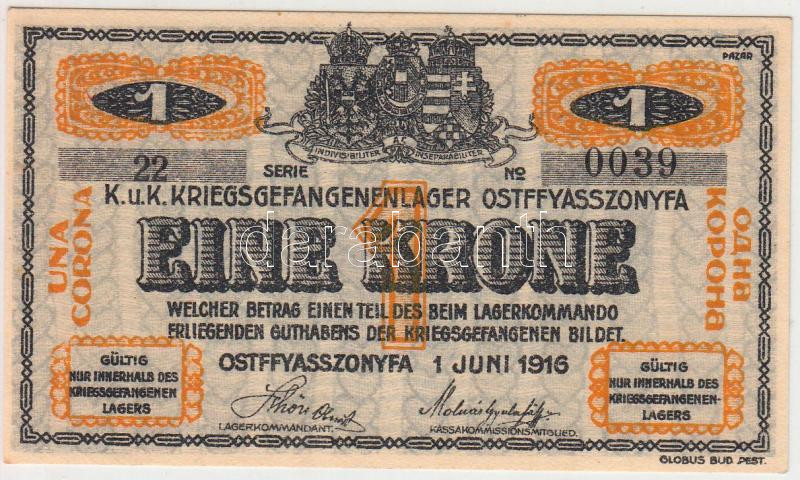 PAZÁR
1
1
INDIVISIBILITER AC INSEPARABILITER
22 SERIE No 0039
K.u.K. KRIEGSGEFANGENENLAGER OSTFFYASSZONYFA
UNA CORONA
1
ОДНА КОРОНА
EINE KRONE
darabanth
WELCHER BETRAG EINEN TEIL DES BEIM LAGERKOMMANDO
ERLIEGENDEN GUTHABENS DER KRIEGSGEFANGENEN BILDET.
OSTFFYASSZONYFA 1 JUNI 1916
GÜLTIG
NUR INNERHALB DES
KRIEGSGEFANGENEN
LAGERS
GÜLTIG
NUR INNERHALB DES
KRIEGSGEFANGENEN-
LAGERS
LAGERKOMMANDANT.
KASSAKOMMISSIONSMITGLIED.
GLOBUS BUD.PEST.